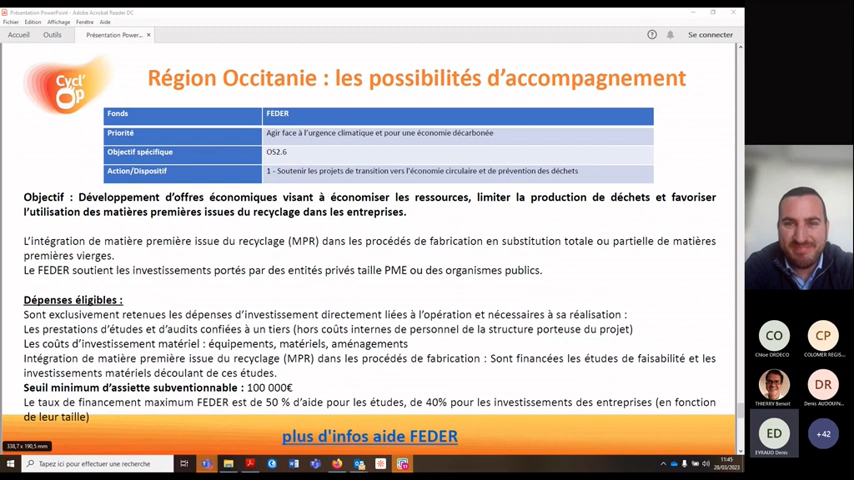 Présentation PowerPoint - Adobe Acrobat Reader DC
Fichier Edition Affichage Fenêtre Aide
Accueil Outils Présentation Power... × Se connecter
Cycl'Op
Région Occitanie : les possibilités d'accompagnement
Fonds FEDER
Priorité Agir face à l'urgence climatique et pour une économie décarbonée
Objectif spécifique OS2.6
Action/Dispositif 1 - Soutenir les projets de transition vers l'économie circulaire et de prévention des déchets
Objectif : Développement d'offres économiques visant à économiser les ressources, limiter la production de déchets et favoriser
l'utilisation des matières premières issues du recyclage dans les entreprises.
L'intégration de matière première issue du recyclage (MPR) dans les procédés de fabrication en substitution totale ou partielle de matières
premières vierges.
Le FEDER soutient les investissements portés par des entités privés taille PME ou des organismes publics.
Dépenses éligibles :
Sont exclusivement retenues les dépenses d'investissement directement liées à l'opération et nécessaires à sa réalisation :
Les prestations d'études et d'audits confiées à un tiers (hors coûts internes de personnel de la structure porteuse du projet)
Les coûts d'investissement matériel : équipements, matériels, aménagements
Intégration de matière première issue du recyclage (MPR) dans les procédés de fabrication : Sont financées les études de faisabilité et les
investissements matériels découlant de ces études.
Seuil minimum d'assiette subventionnable : 100 000€
Le taux de financement maximum FEDER est de 50 % d'aide pour les études, de 40% pour les investissements des entreprises (en fonction
de leur taille)
plus d'infos aide FEDER
338,7 x 190,5 mm
Tapez ici pour effectuer une recherche
11:45
28/03/2023
CO
Chloe ORDECO
CP
COLOMER REGIS...
THIERRY Benoit
DR
Denis AUDOUIN...
ED
EYRAUD Denis
+42